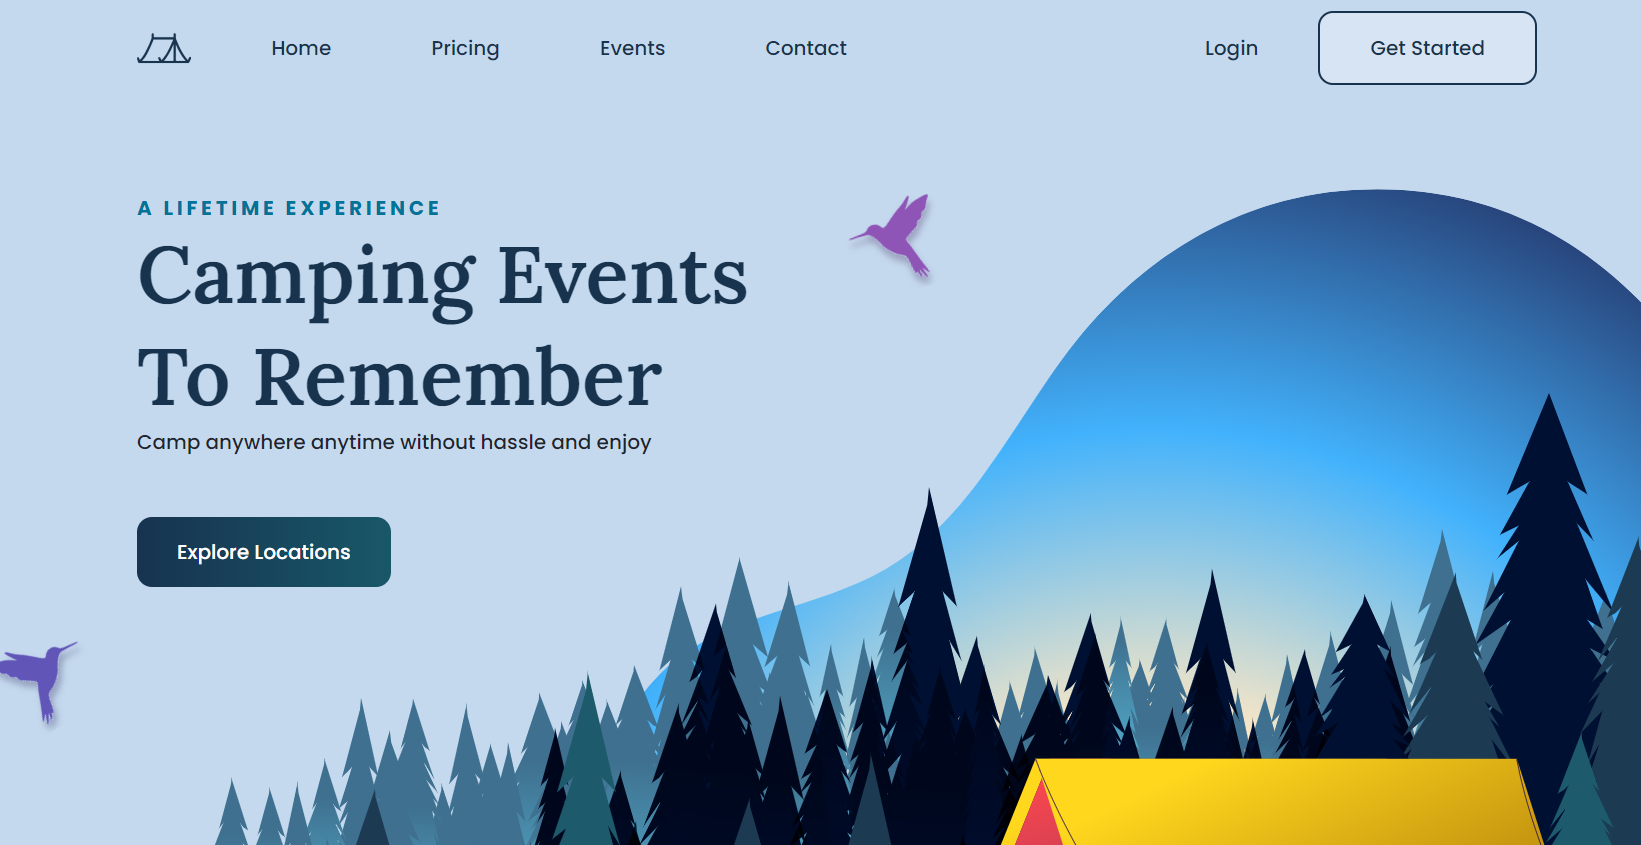 Home Pricing Events Contact Login Get Started
A LIFETIME EXPERIENCE
Camping Events
To Remember
Camp anywhere anytime without hassle and enjoy
Explore Locations